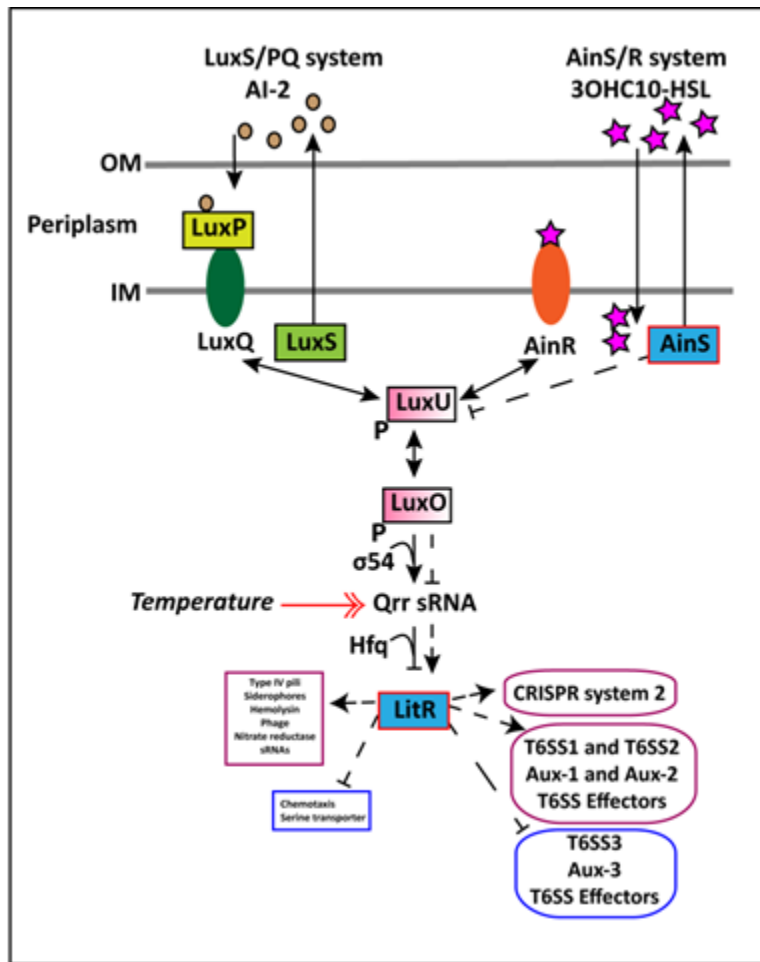 LuxS/PQ system
AI-2
AinS/R system
3OHC10-HSL
OM
Periplasm
LuxP
IM
LuxQ
LuxS
AinR
AinS
LuxU
P
LuxO
P
σ54
Temperature
Qrr sRNA
Hfq
Type IV pili
Siderophores
Hemolysin
Phage
Nitrate reductase
sRNAs
LitR
CRISPR system 2
T6SS1 and T6SS2
Aux-1 and Aux-2
T6SS Effectors
Chemotaxis
Serine transporter
T6SS3
Aux-3
T6SS Effectors